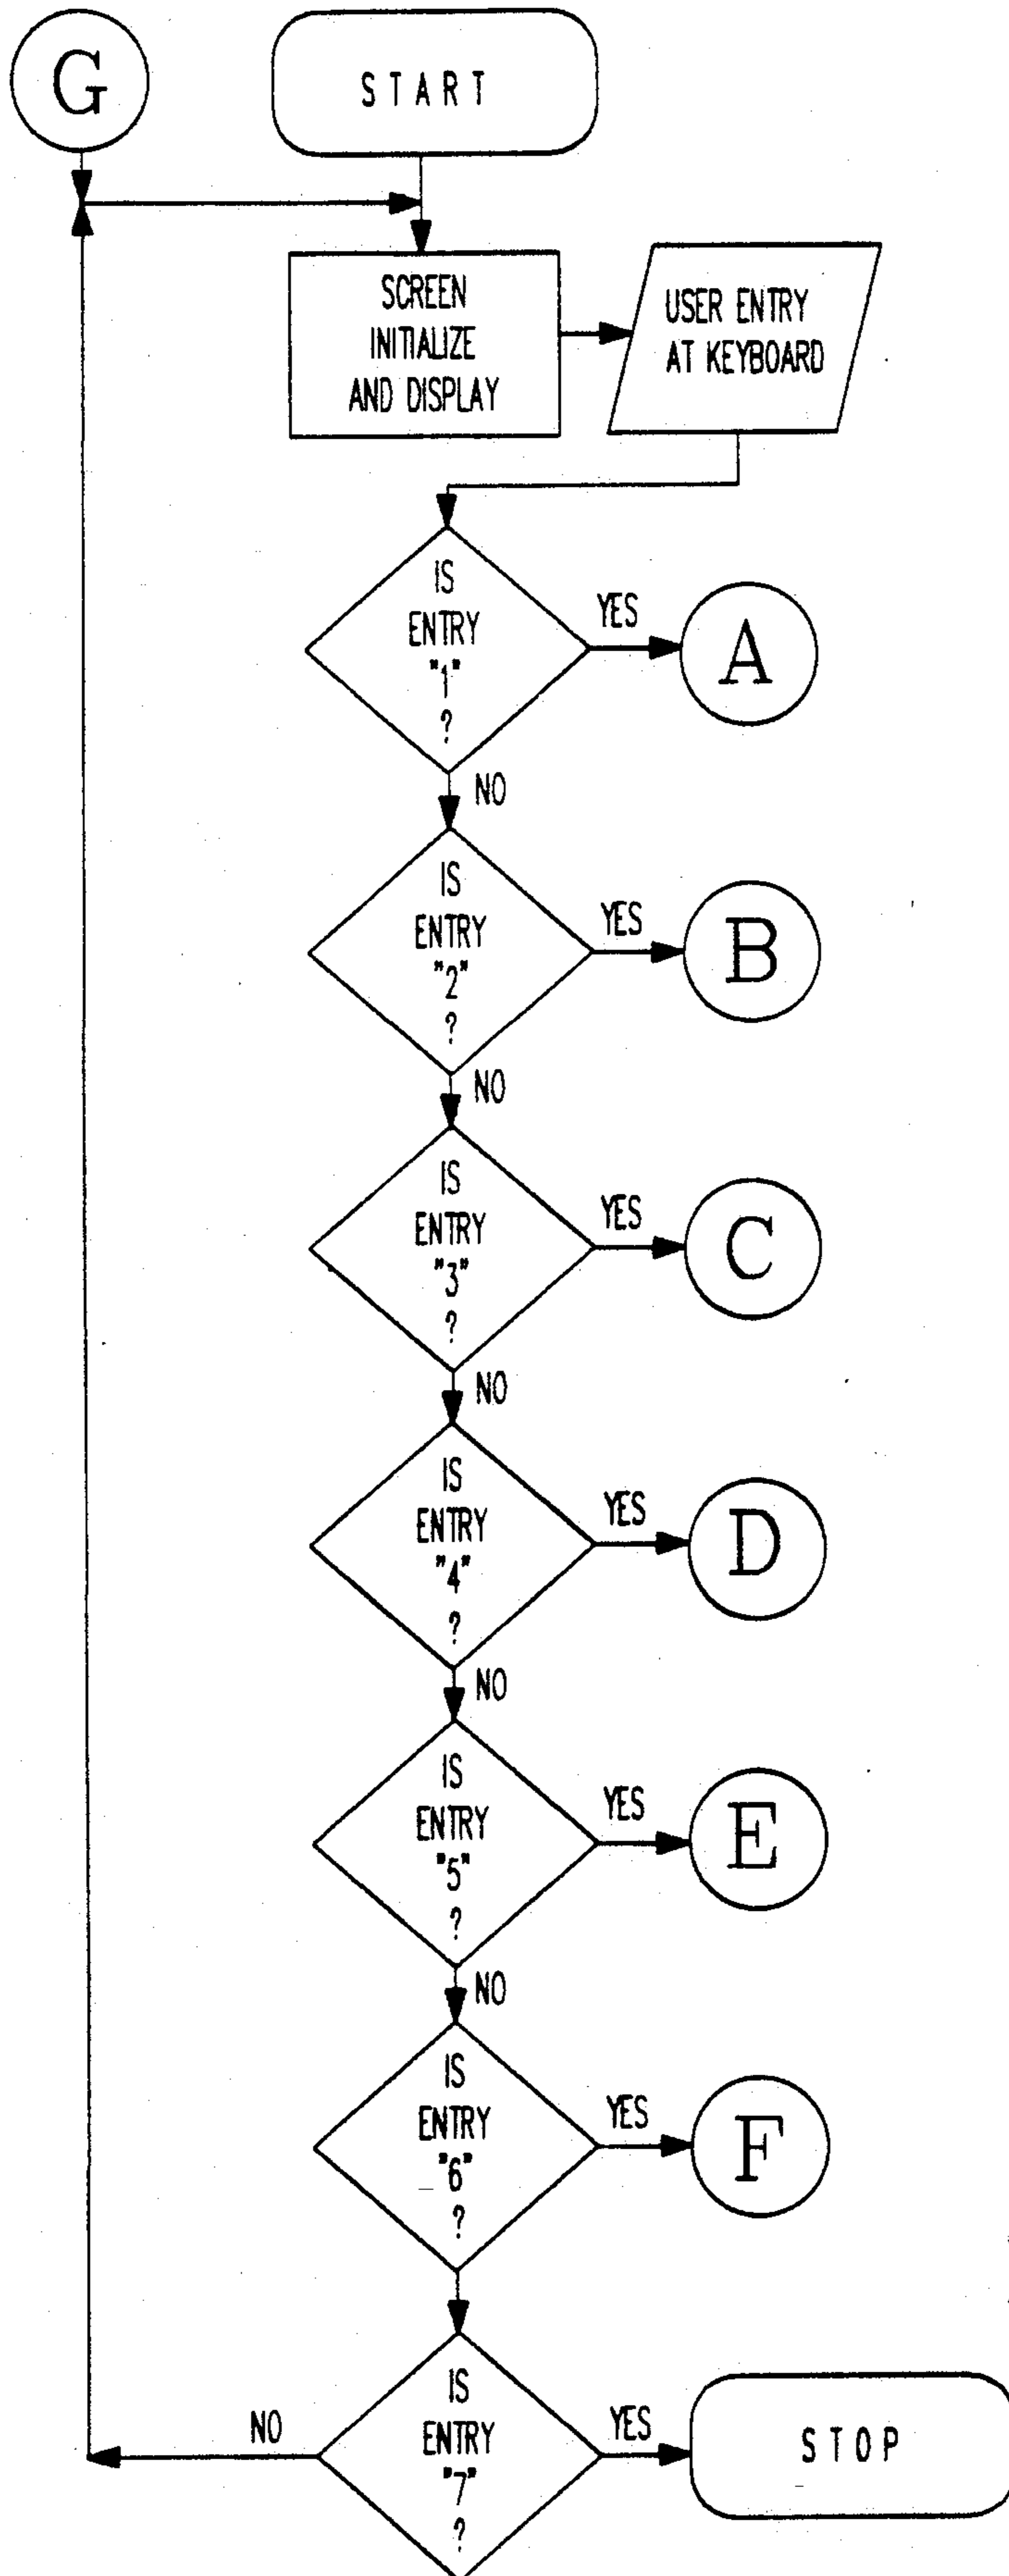 G
START
SCREEN
INITIALIZE
AND DISPLAY
USER ENTRY
AT KEYBOARD
IS
ENTRY
"1"
?
YES
A
NO
IS
ENTRY
"2"
?
YES
B
NO
IS
ENTRY
"3"
?
YES
C
NO
IS
ENTRY
"4"
?
YES
D
NO
IS
ENTRY
"5"
?
YES
E
NO
IS
ENTRY
"6"
?
YES
F
IS
ENTRY
"7"
?
NO
YES
STOP